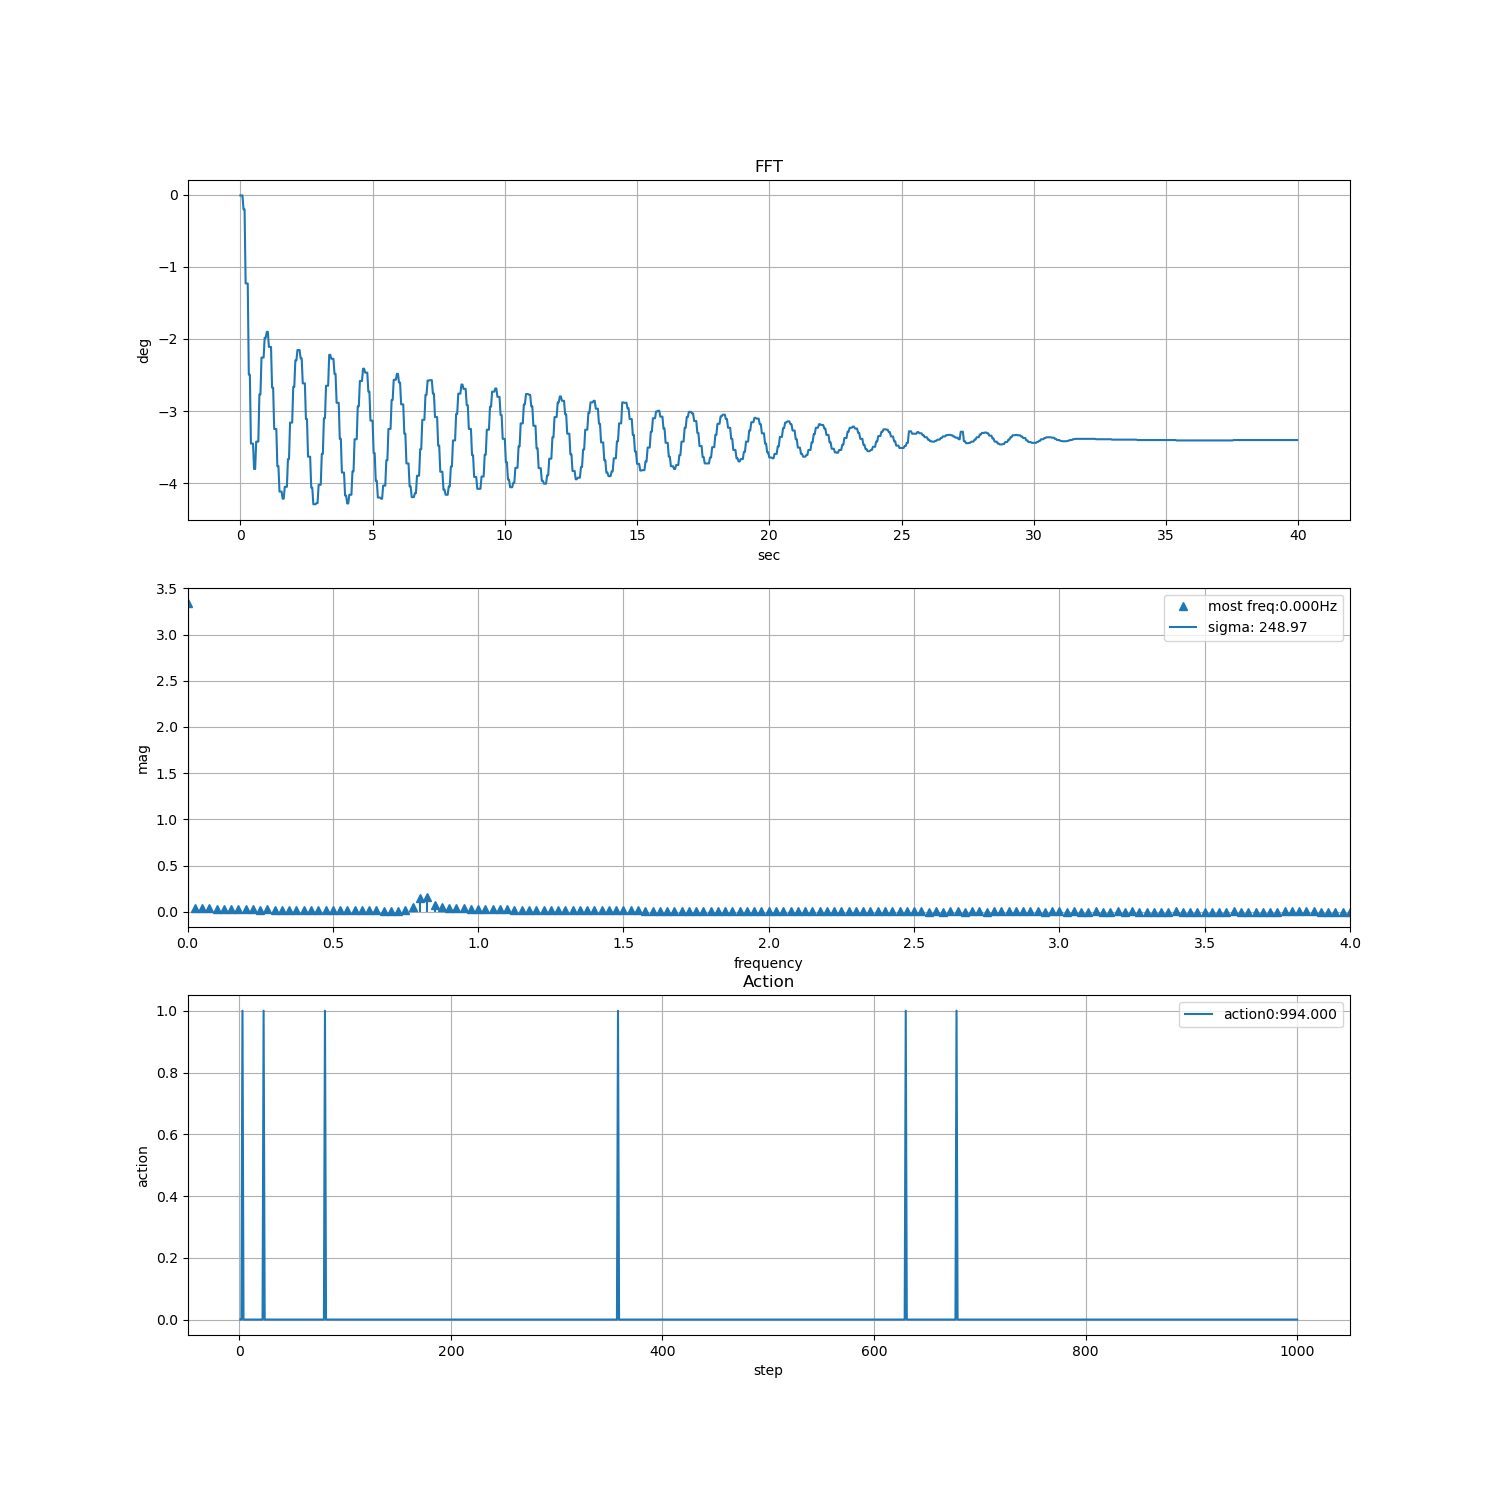 FFT
0
−1
−2
−3
−4
deg
0 5 10 15 20 25 30 35 40
sec
3.5
3.0
2.5
2.0
1.5
1.0
0.5
0.0
mag
most freq:0.000Hz
sigma: 248.97
0.0 0.5 1.0 1.5 2.0 2.5 3.0 3.5 4.0
frequency
Action
1.0
0.8
0.6
0.4
0.2
0.0
action
action0:994.000
0 200 400 600 800 1000
step